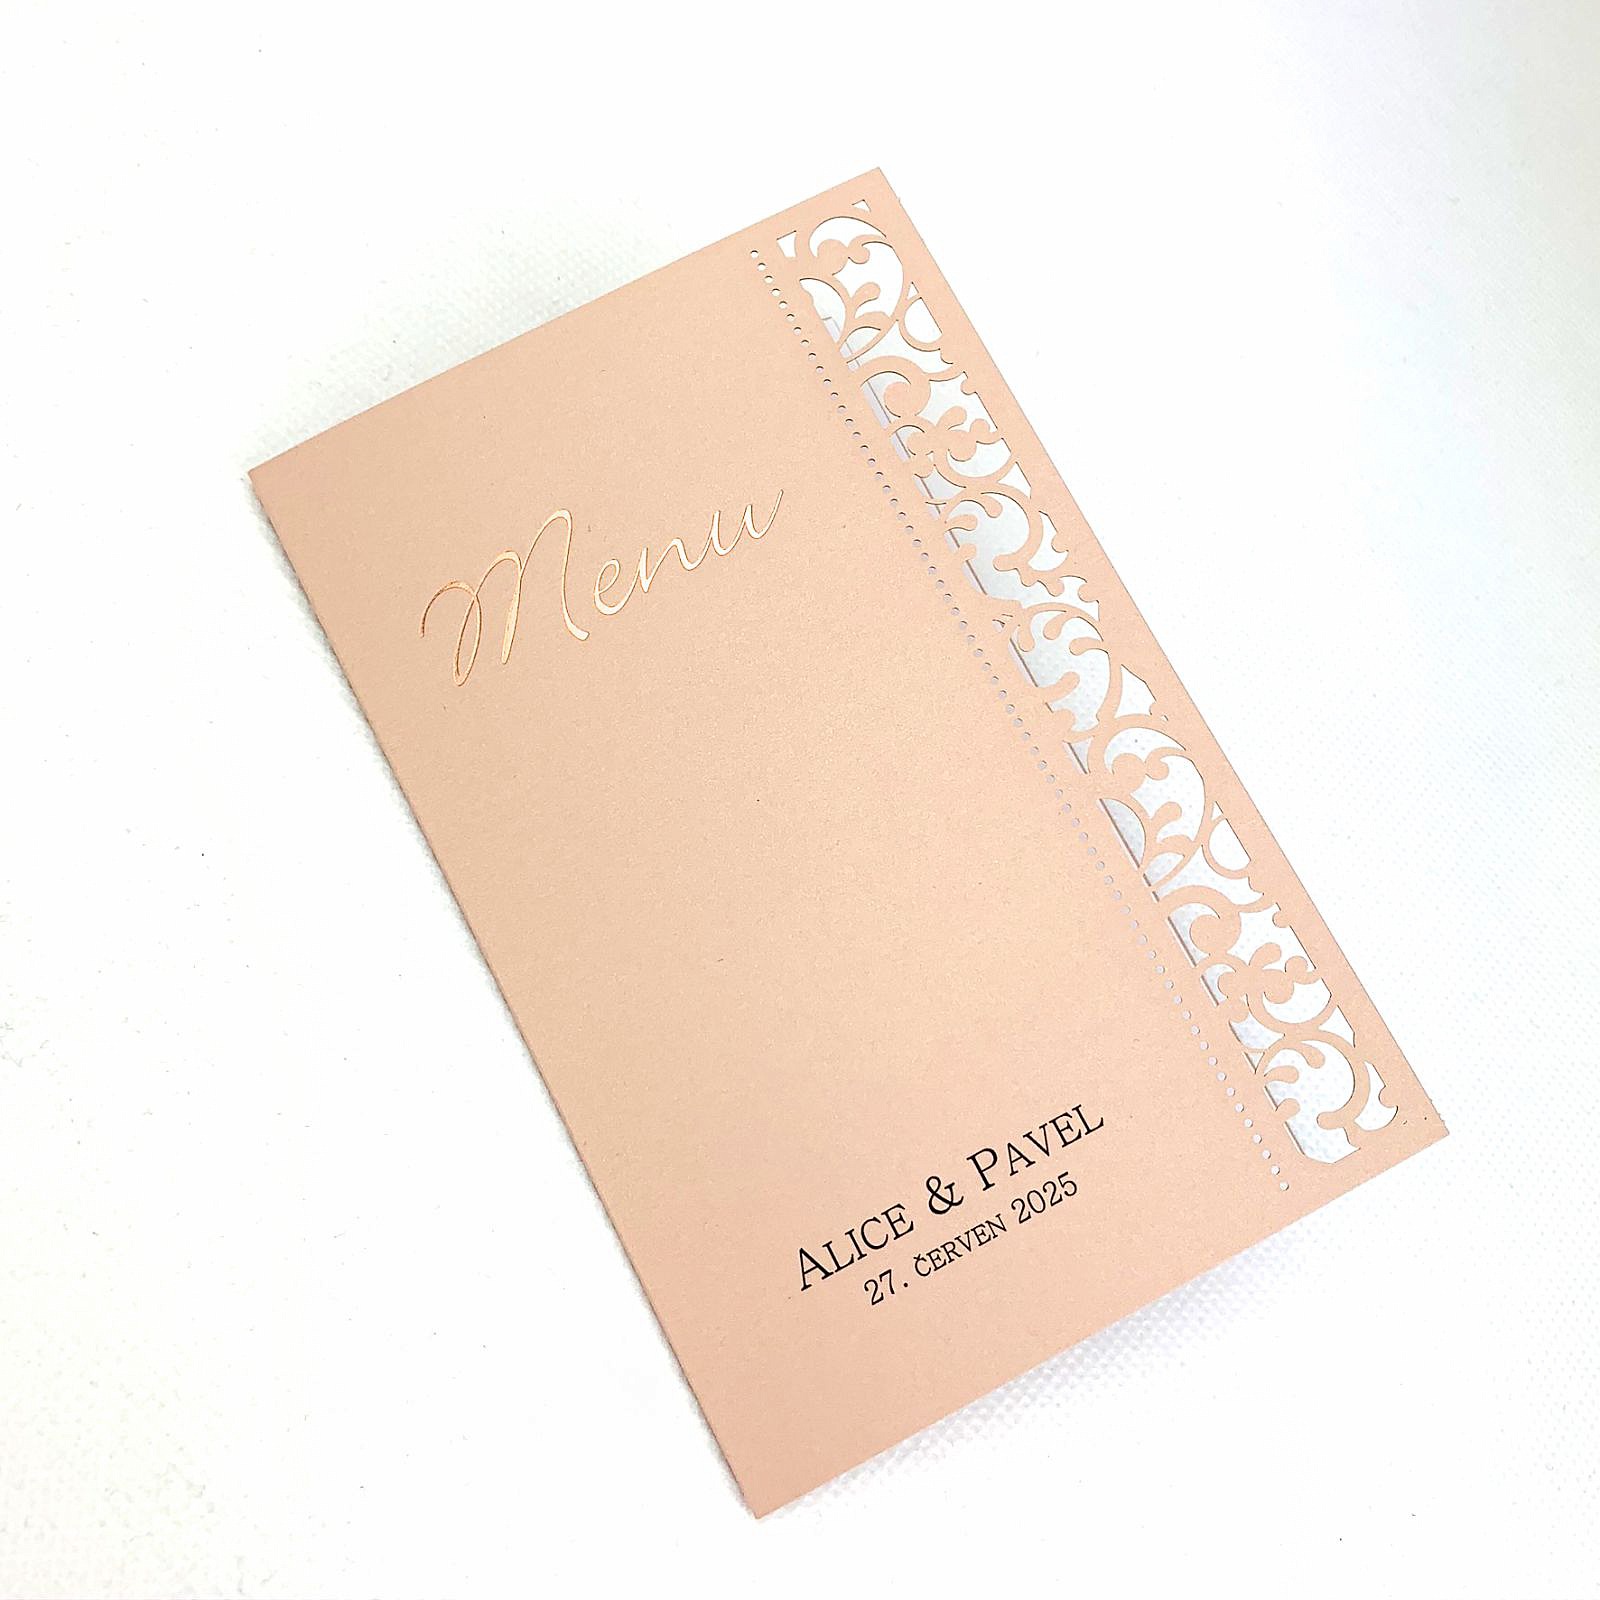 Menu
ALICE & PAVEL
27. ČERVEN 2025